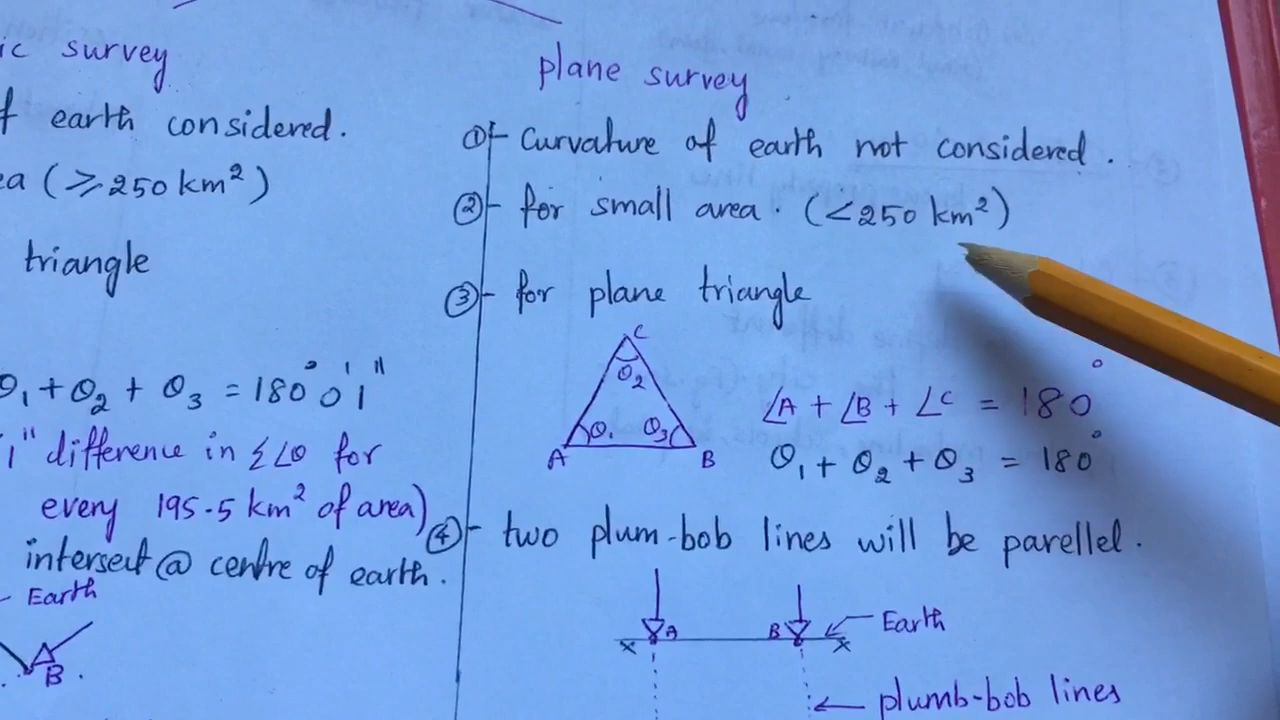 ic survey
f earth considered.
ea (≥250 km²)
triangle
θ₁ + θ₂ + θ₃ = 180° 0' 1"
1" difference in Σ∠θ for
every 195.5 km² of area)
intersect @ centre of earth.
Earth
B.
plane survey
① - Curvature of earth not considered.
② - for small area. (<250 km²)
③ - for plane triangle
C
θ₂
θ₁ θ₃
A B
∠A + ∠B + ∠C = 180°
θ₁ + θ₂ + θ₃ = 180°
④ - two plum-bob lines will be parellel.
A B Earth
plumb-bob lines